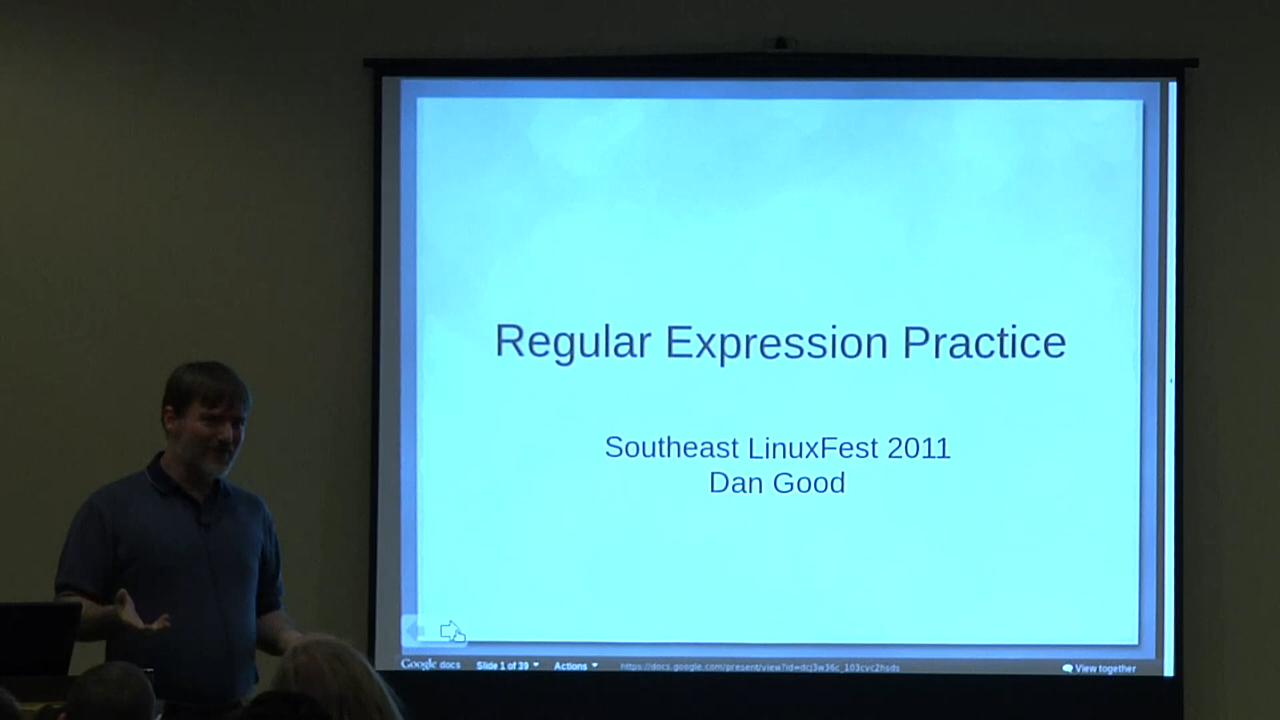 Regular Expression Practice
Southeast LinuxFest 2011
Dan Good
Google docs Slide 1 of 39 Actions View together